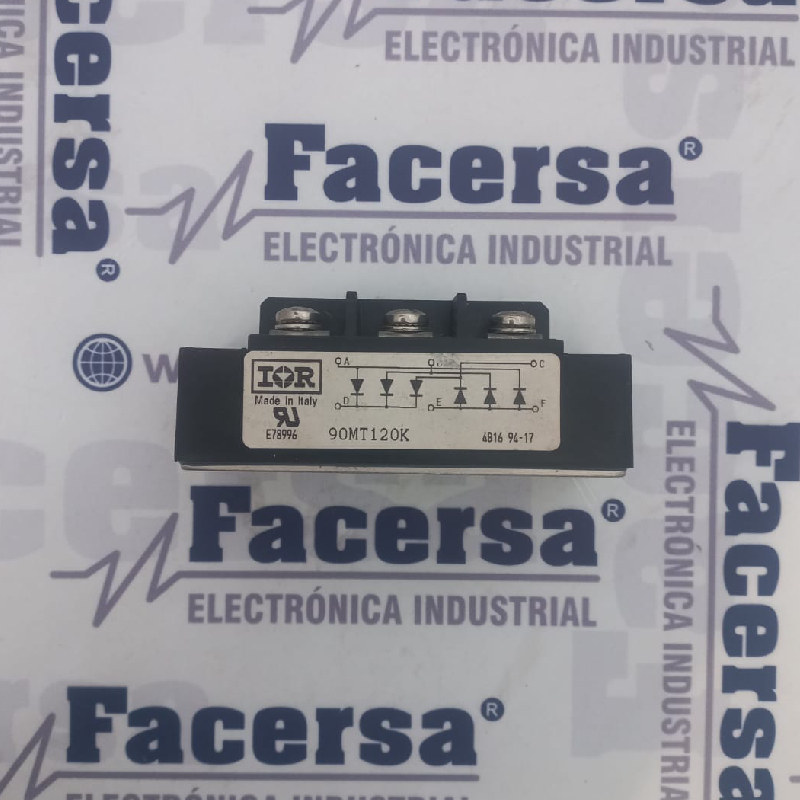 ELECTRÓNICA INDUSTRIAL
Facersa®
ELECTRÓNICA INDUSTRIAL
Facersa®
INDUSTRIAL
W
IOR
Made in Italy
E78996
A
C
D
E
F
90MT120K
4B16 94-17
Facersa®
ELECTRÓNICA INDUSTRIAL
Facersa
ELECTRÓNICA INDUSTRIAL
Facersa®